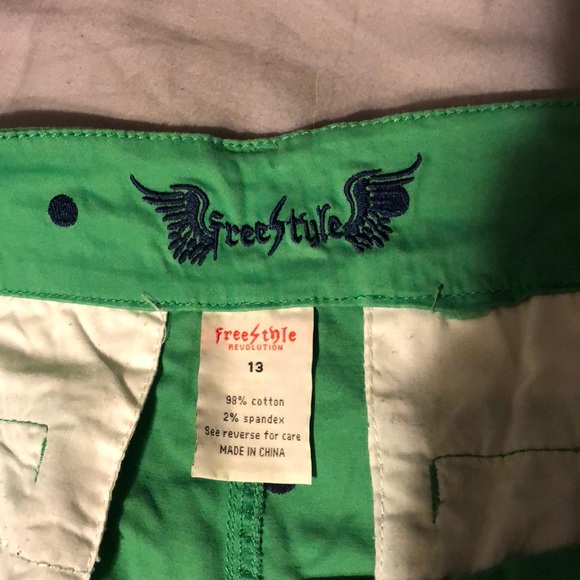 freestyle
freestyle
REVOLUTION
13
98% cotton
2% spandex
See reverse for care
MADE IN CHINA